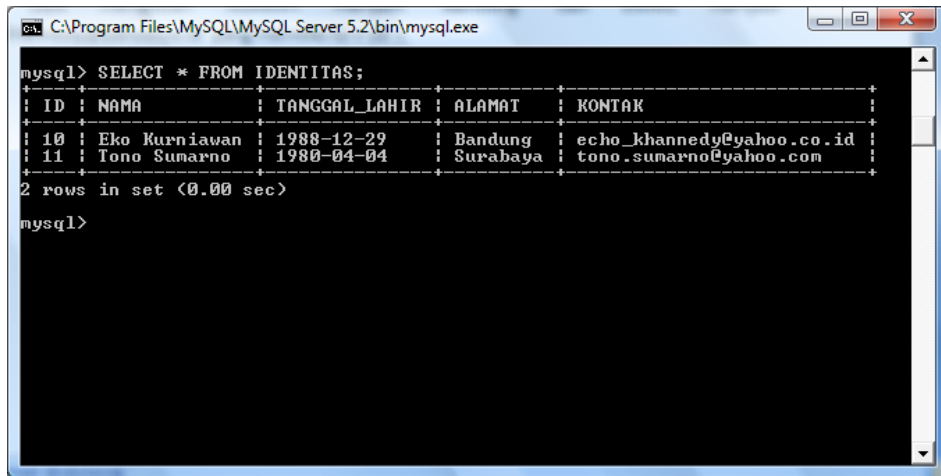 C:\Program Files\MySQL\MySQL Server 5.2\bin\mysql.exe
mysql> SELECT * FROM IDENTITAS;
+----+---------------+---------------+----------+----------------------------+
| ID | NAMA | TANGGAL_LAHIR | ALAMAT | KONTAK |
+----+---------------+---------------+----------+----------------------------+
| 10 | Eko Kurniawan | 1988-12-29 | Bandung | echo_khannedy@yahoo.co.id |
| 11 | Tono Sumarno | 1980-04-04 | Surabaya | tono.sumarno@yahoo.com |
+----+---------------+---------------+----------+----------------------------+
2 rows in set (0.00 sec)
mysql>